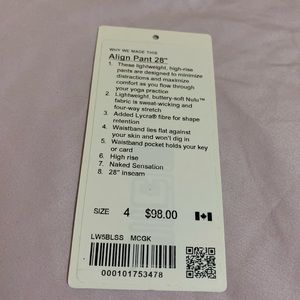 WHY WE MADE THIS
Align Pant 28"
1. These lightweight, high-rise
pants are designed to minimize
distractions and maximize
comfort as you flow through
your yoga practice
2. Lightweight, buttery-soft Nulu™
fabric is sweat-wicking and
four-way stretch
3. Added Lycra® fibre for shape
retention
4. Waistband lies flat against
your skin and won't dig in
5. Waistband pocket holds your key
or card
6. High rise
7. Naked Sensation
8. 28" inseam
SIZE 4 $98.00
LW5BLSS MCGK
000101753478